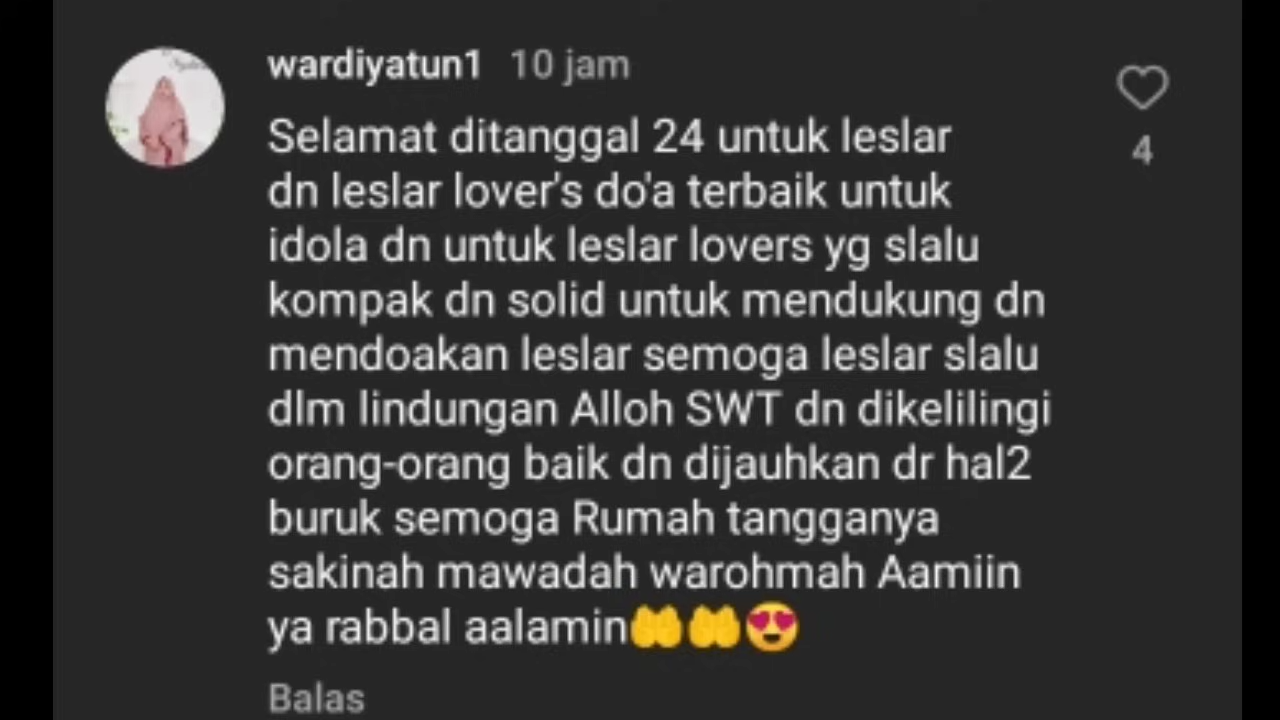 wardiyatun1 10 jam
Selamat ditanggal 24 untuk leslar
dn leslar lover's do'a terbaik untuk
idola dn untuk leslar lovers yg slalu
kompak dn solid untuk mendukung dn
mendoakan leslar semoga leslar slalu
dlm lindungan Alloh SWT dn dikelilingi
orang-orang baik dn dijauhkan dr hal2
buruk semoga Rumah tangganya
sakinah mawadah warohmah Aamiin
ya rabbal aalamin🤲🤲😍
4
Balas